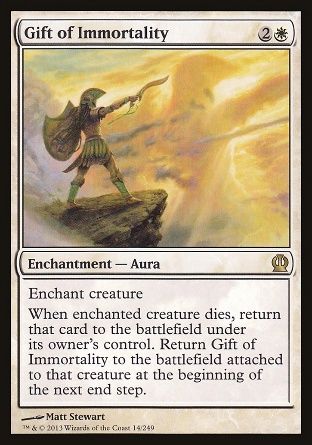 Gift of Immortality 2
Enchantment — Aura
Enchant creature
When enchanted creature dies, return
that card to the battlefield under
its owner's control. Return Gift of
Immortality to the battlefield attached
to that creature at the beginning of
the next end step.
Matt Stewart
™ & © 2013 Wizards of the Coast 14/249